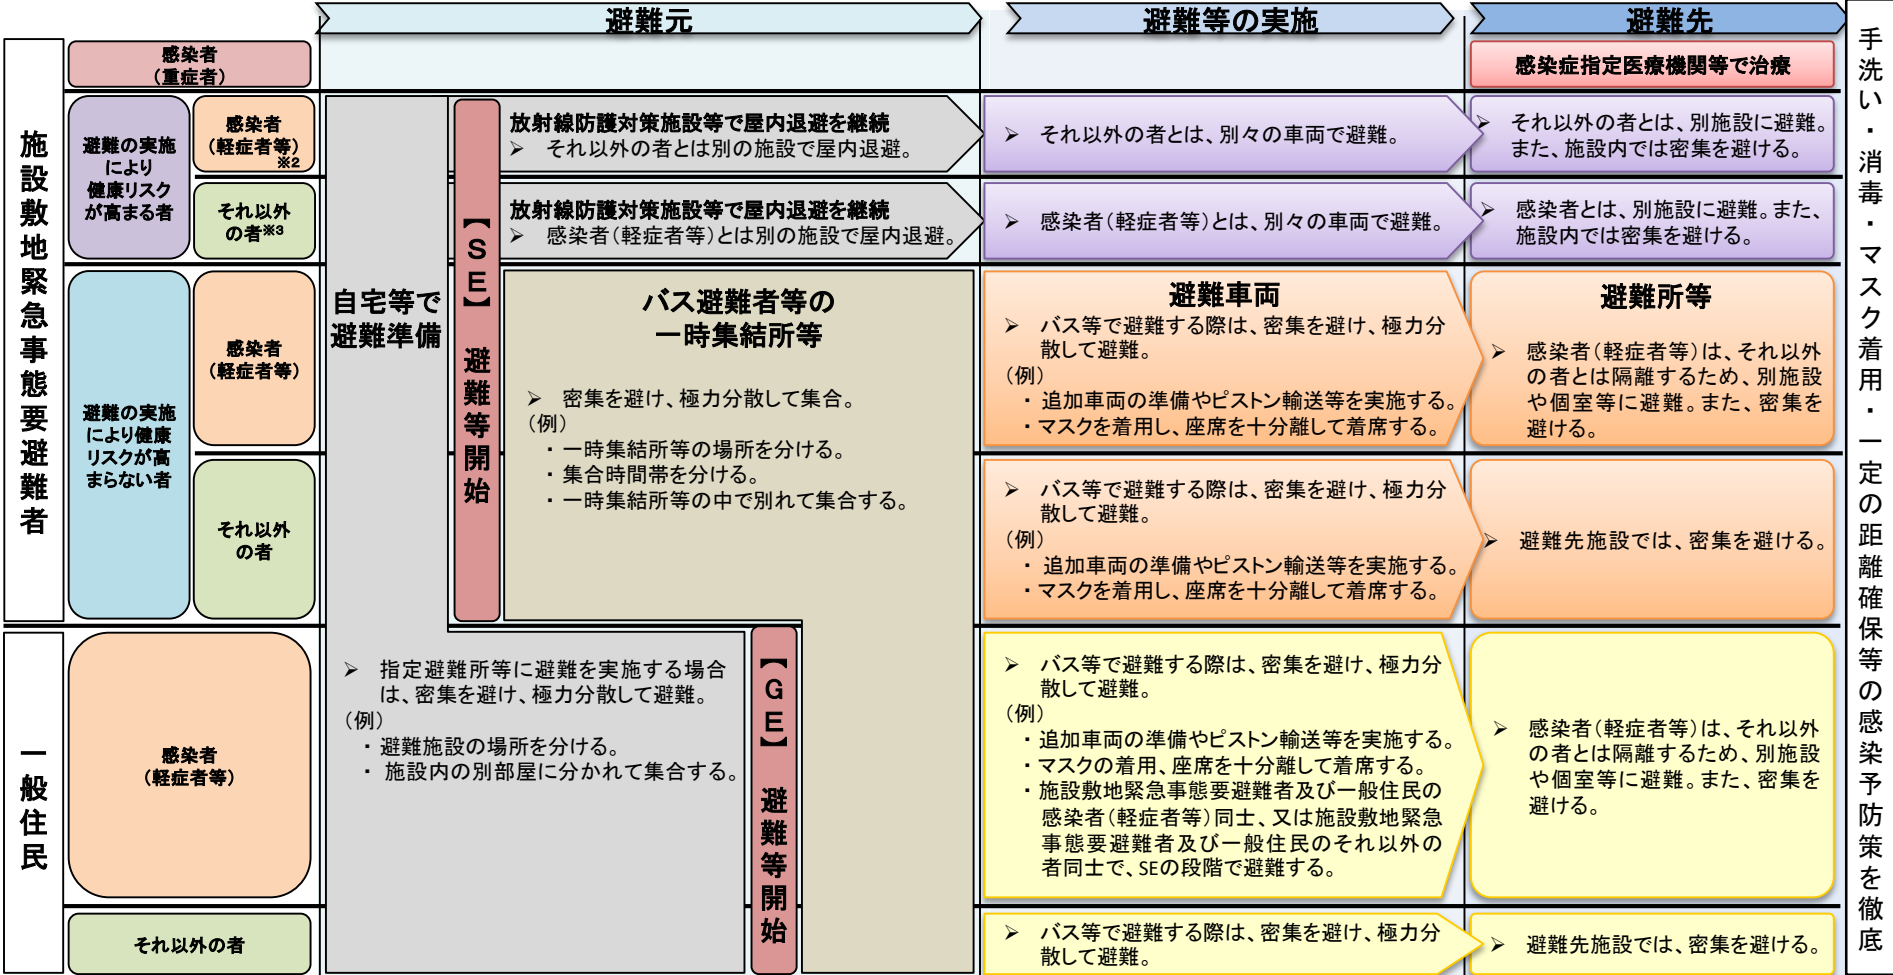 避難元
避難等の実施
避難先
手洗い・消毒・マスク着用・一定の距離確保等の感染予防策を徹底
施設敷地緊急事態要避難者
感染者
(重症者)
感染症指定医療機関等で治療
避難の実施
により
健康リスク
が高まる者
感染者
(軽症者等)
※2
放射線防護対策施設等で屋内退避を継続
➢ それ以外の者とは別の施設で屋内退避。
➢ それ以外の者とは、別々の車両で避難。
➢ それ以外の者とは、別施設に避難。
また、施設内では密集を避ける。
それ以外
の者※3
放射線防護対策施設等で屋内退避を継続
➢ 感染者(軽症者等)とは別の施設で屋内退避。
➢ 感染者(軽症者等)とは、別々の車両で避難。
➢ 感染者とは、別施設に避難。また、
施設内では密集を避ける。
自宅等で
避難準備
【SE】 避難等開始
避難の実施
により健康
リスクが高
まらない者
感染者
(軽症者等)
それ以外
の者
バス避難者等の
一時集結所等
➢ 密集を避け、極力分散して集合。
(例)
・一時集結所等の場所を分ける。
・集合時間帯を分ける。
・一時集結所等の中で別れて集合する。
避難車両
➢ バス等で避難する際は、密集を避け、極力分
散して避難。
(例)
・追加車両の準備やピストン輸送等を実施する。
・マスクを着用し、座席を十分離して着席する。
避難所等
➢ 感染者(軽症者等)は、それ以外
の者とは隔離するため、別施設
や個室等に避難。また、密集を
避ける。
➢ バス等で避難する際は、密集を避け、極力分
散して避難。
(例)
・追加車両の準備やピストン輸送等を実施する。
・マスクを着用し、座席を十分離して着席する。
➢ 避難先施設では、密集を避ける。
一般住民
感染者
(軽症者等)
➢ 指定避難所等に避難を実施する場合
は、密集を避け、極力分散して避難。
(例)
・避難施設の場所を分ける。
・施設内の別部屋に分かれて集合する。
【GE】 避難等開始
➢ バス等で避難する際は、密集を避け、極力分
散して避難。
(例)
・追加車両の準備やピストン輸送等を実施する。
・マスクの着用、座席を十分離して着席する。
・施設敷地緊急事態要避難者及び一般住民の
感染者(軽症者等)同士、又は施設敷地緊急
事態要避難者及び一般住民のそれ以外の
者同士で、SEの段階で避難する。
➢ 感染者(軽症者等)は、それ以外
の者とは隔離するため、別施設
や個室等に避難。また、密集を
避ける。
それ以外の者
➢ バス等で避難する際は、密集を避け、極力分
散して避難。
➢ 避難先施設では、密集を避ける。